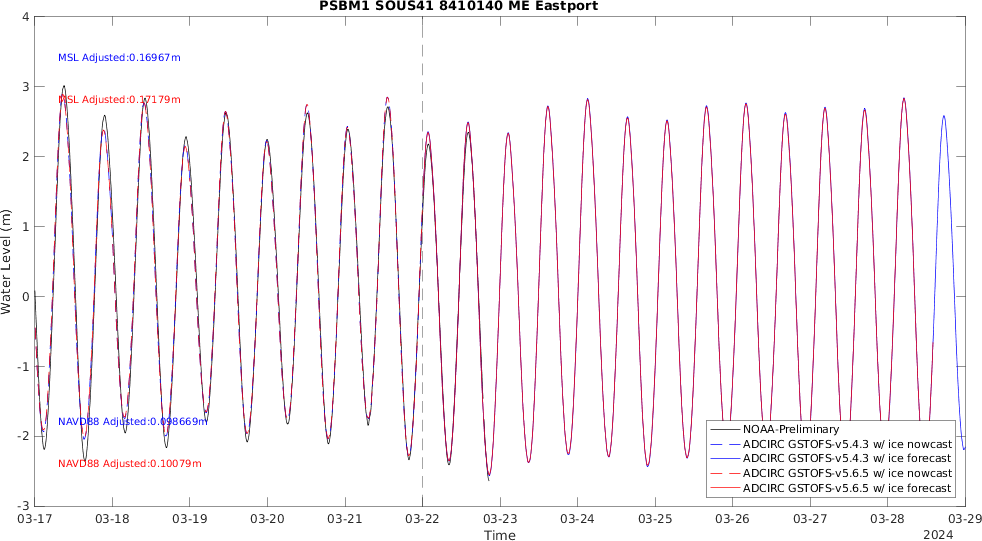 PSBM1 SOUS41 8410140 ME Eastport
4
3
2
1
0
-1
-2
-3
Water Level (m)
MSL Adjusted:0.16967m
MSL Adjusted:0.17179m
NAVD88 Adjusted:0.098669m
NAVD88 Adjusted:0.10079m
NOAA-Preliminary
ADCIRC GSTOFS-v5.4.3 w/ ice nowcast
ADCIRC GSTOFS-v5.4.3 w/ ice forecast
ADCIRC GSTOFS-v5.6.5 w/ ice nowcast
ADCIRC GSTOFS-v5.6.5 w/ ice forecast
03-17 03-18 03-19 03-20 03-21 03-22 03-23 03-24 03-25 03-26 03-27 03-28 03-29
Time
2024